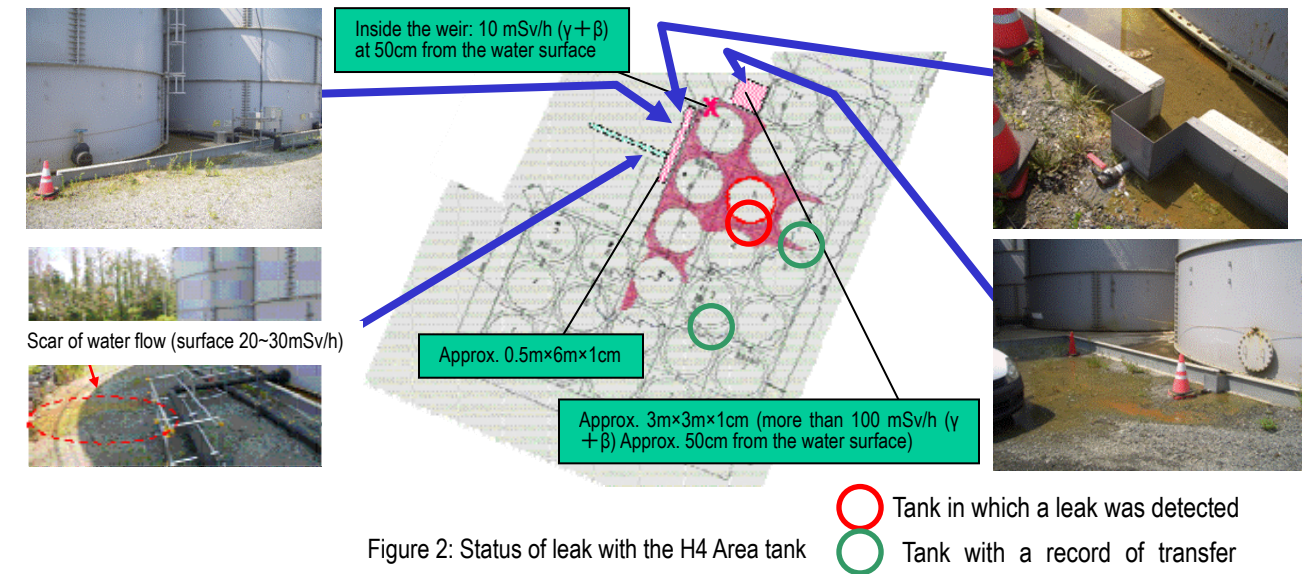 Inside the weir: 10 mSv/h (γ＋β)
at 50cm from the water surface
Scar of water flow (surface 20~30mSv/h)
Approx. 0.5m×6m×1cm
Approx. 3m×3m×1cm (more than 100 mSv/h (γ
＋β) Approx. 50cm from the water surface)
Tank in which a leak was detected
Figure 2: Status of leak with the H4 Area tank
Tank with a record of transfer